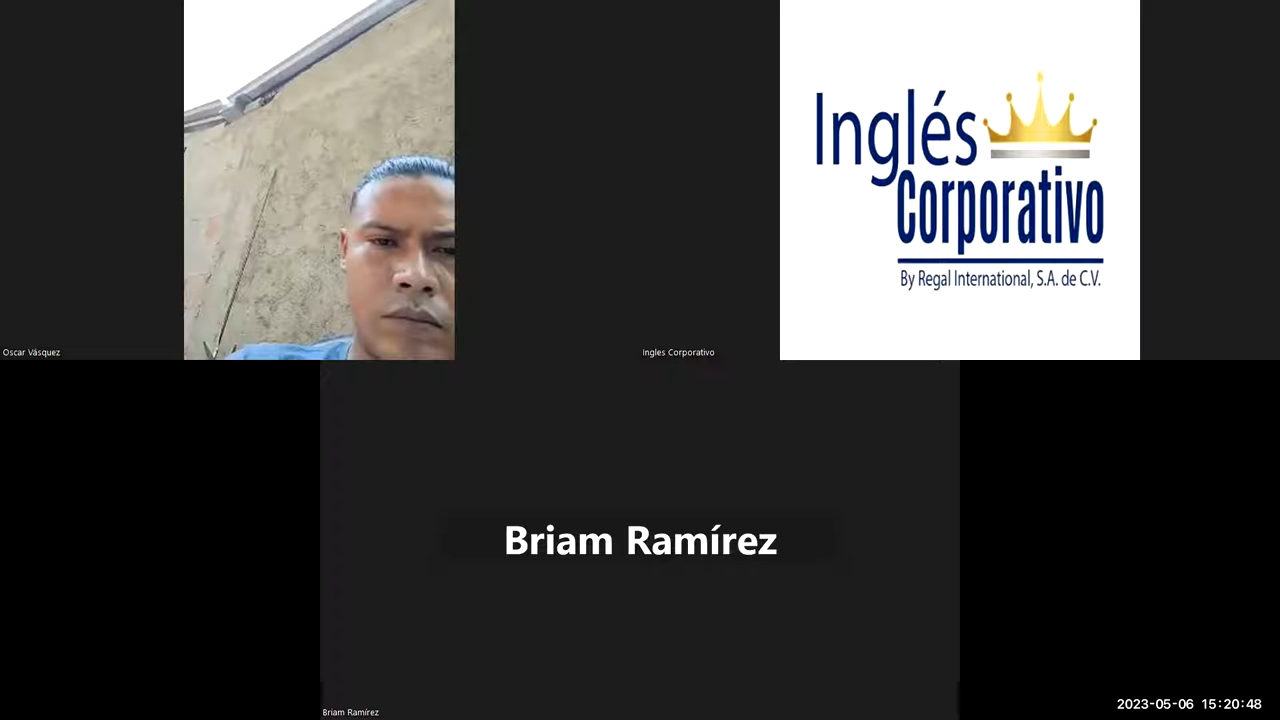 Inglés
Corporativo
By Regal International, S.A. de C.V.
Oscar Vásquez
Ingles Corporativo
Briam Ramírez
Briam Ramírez
2023-05-06 15:20:48